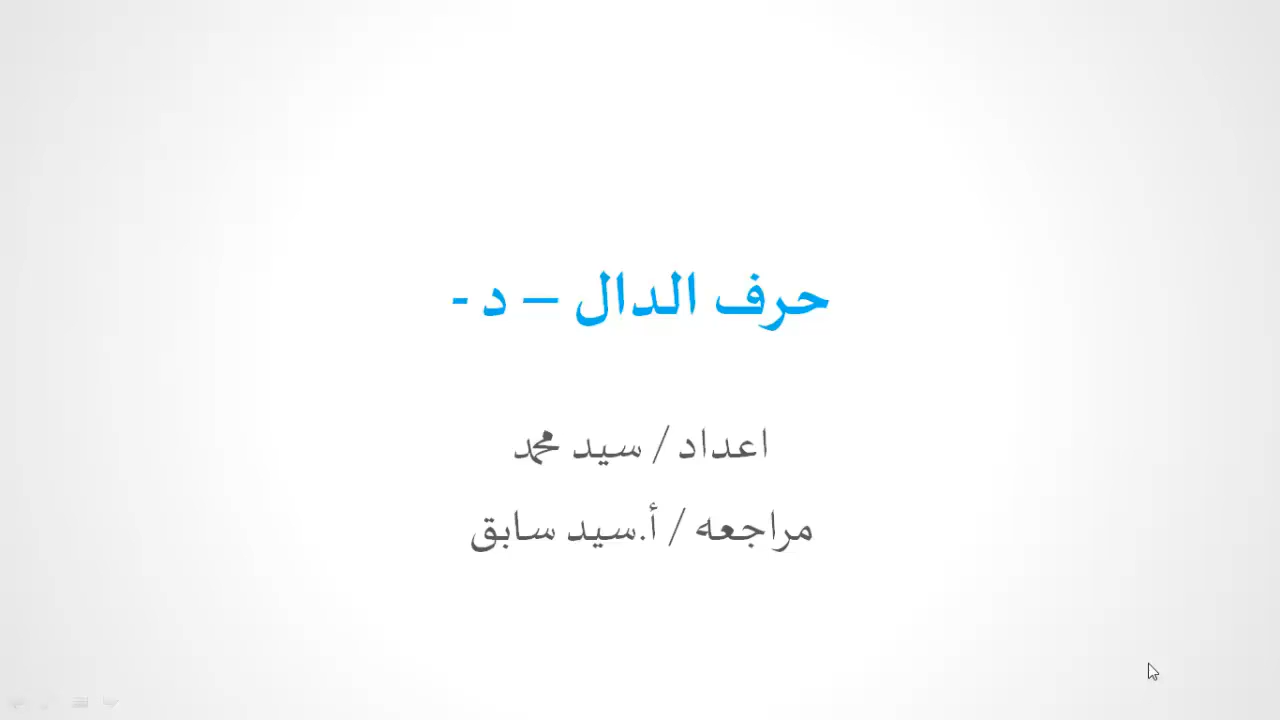 حرف الدال – د -
اعداد / سيد محمد
مراجعه / أ.سيد سابق